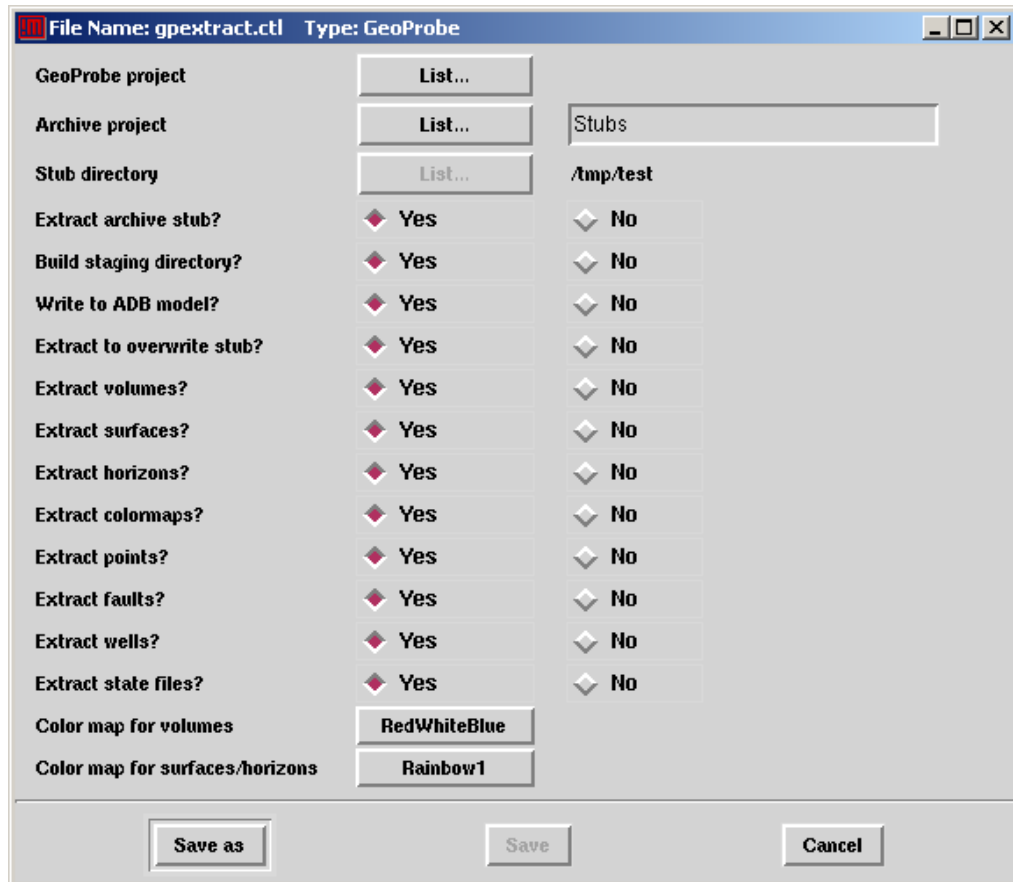 File Name: gpextract.ctl Type: GeoProbe
GeoProbe project List...
Archive project List... Stubs
Stub directory List... /tmp/test
Extract archive stub? Yes No
Build staging directory? Yes No
Write to ADB model? Yes No
Extract to overwrite stub? Yes No
Extract volumes? Yes No
Extract surfaces? Yes No
Extract horizons? Yes No
Extract colormaps? Yes No
Extract points? Yes No
Extract faults? Yes No
Extract wells? Yes No
Extract state files? Yes No
Color map for volumes RedWhiteBlue
Color map for surfaces/horizons Rainbow1
Save as Save Cancel